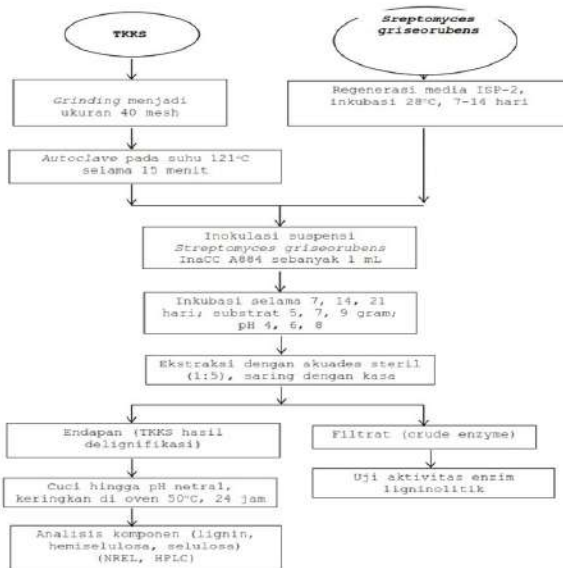 TKKS
Sreptomyces
griseorubens
Grinding menjadi
ukuran 40 mesh
Regenerasi media ISP-2,
inkubasi 28°C, 7-14 hari
Autoclave pada suhu 121°C
selama 15 menit
Inokulasi suspensi
Streptomyces griseorubens
InaCC A884 sebanyak 1 mL
Inkubasi selama 7, 14, 21
hari; substrat 5, 7, 9 gram;
pH 4, 6, 8
Ekstraksi dengan akuades steril
(1:5), saring dengan kasa
Endapan (TKKS hasil
delignifikasi)
Filtrat (crude enzyme)
Cuci hingga pH netral,
keringkan di oven 50°C, 24 jam
Uji aktivitas enzim
ligninolitik
Analisis komponen (lignin,
hemiselulosa, selulosa)
(NREL, HPLC)